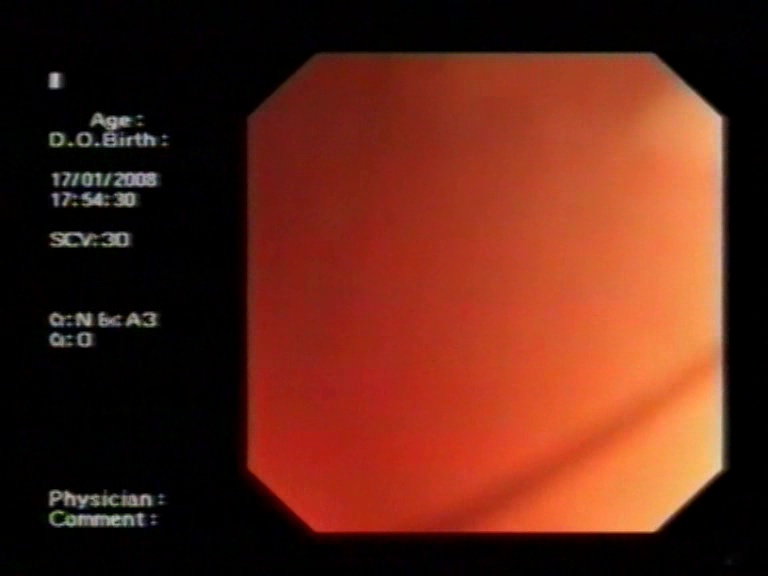 Age:
D.O.Birth:
17/01/2008
17:54:30
SCV:30
Physician:
Comment: